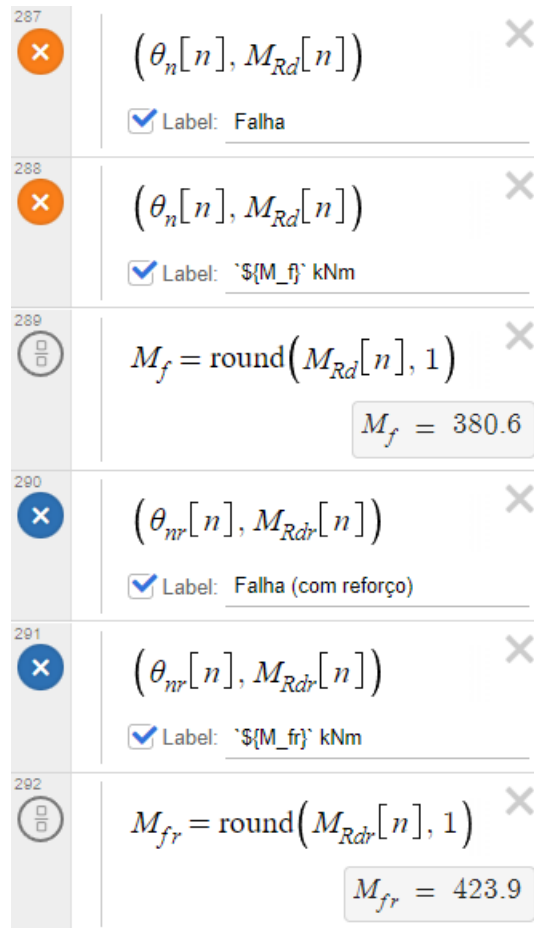 287
(θ_n[n], M_Rd[n])
Label: Falha
288
(θ_n[n], M_Rd[n])
Label: `${M_f}` kNm
289
M_f = round(M_Rd[n], 1)
M_f = 380.6
290
(θ_nr[n], M_Rdr[n])
Label: Falha (com reforço)
291
(θ_nr[n], M_Rdr[n])
Label: `${M_fr}` kNm
292
M_fr = round(M_Rdr[n], 1)
M_fr = 423.9